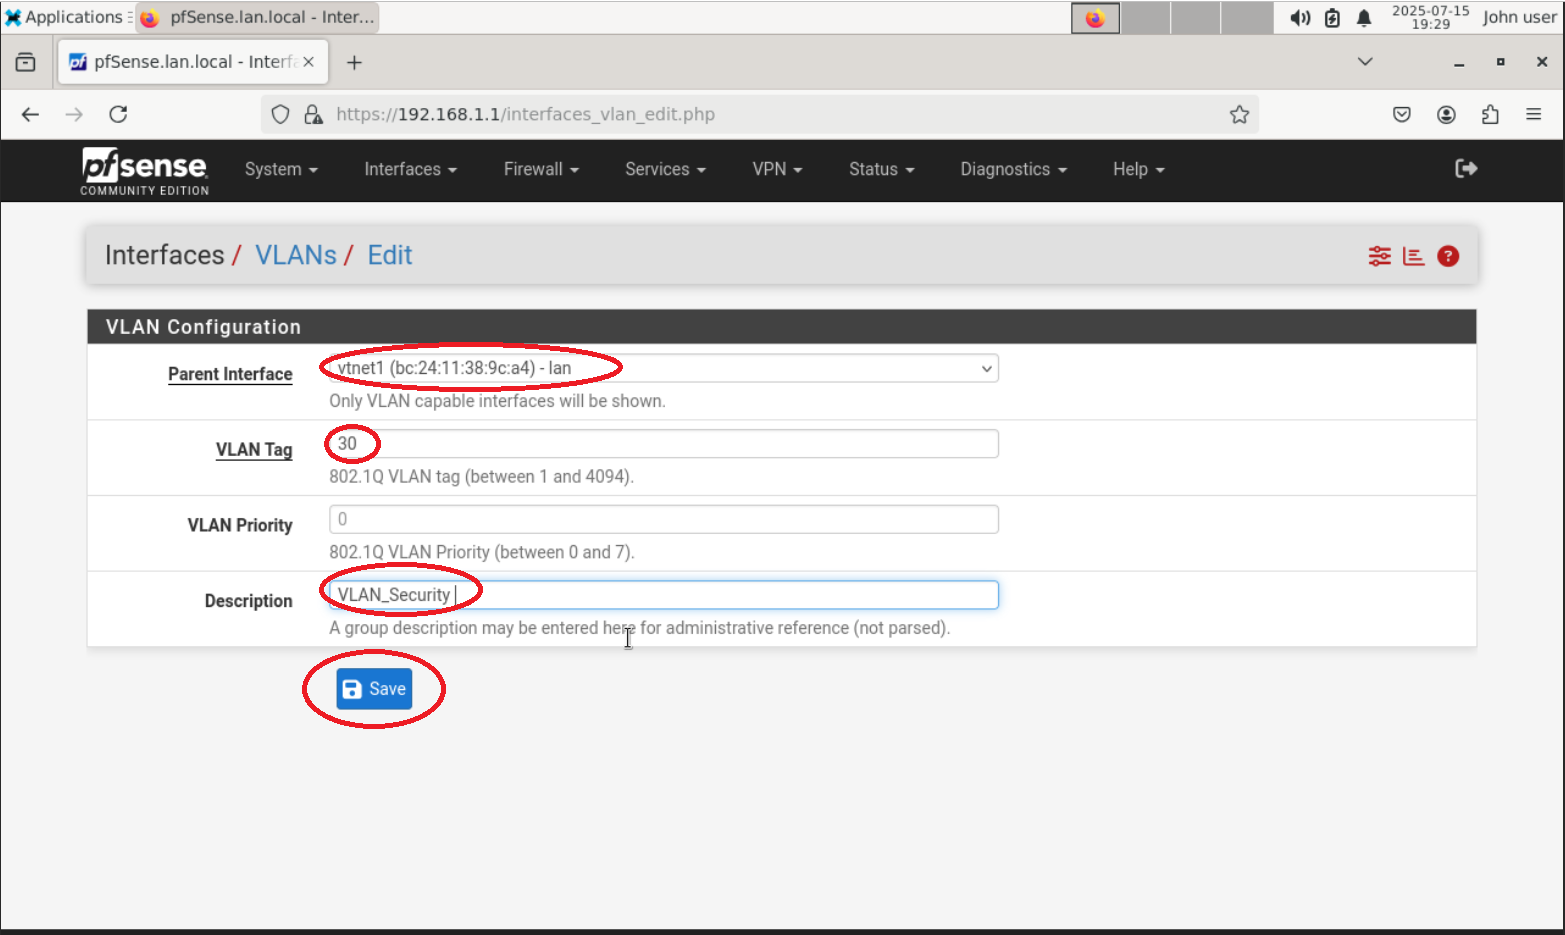 Applications pfSense.lan.local - Inter... 2025-07-15 19:29 John user
pfSense.lan.local - Interfa
https://192.168.1.1/interfaces_vlan_edit.php
pfsense
COMMUNITY EDITION
System Interfaces Firewall Services VPN Status Diagnostics Help
Interfaces / VLANs / Edit
VLAN Configuration
Parent Interface vtnet1 (bc:24:11:38:9c:a4) - lan
Only VLAN capable interfaces will be shown.
VLAN Tag 30
802.1Q VLAN tag (between 1 and 4094).
VLAN Priority 0
802.1Q VLAN Priority (between 0 and 7).
Description VLAN_Security
A group description may be entered here for administrative reference (not parsed).
Save